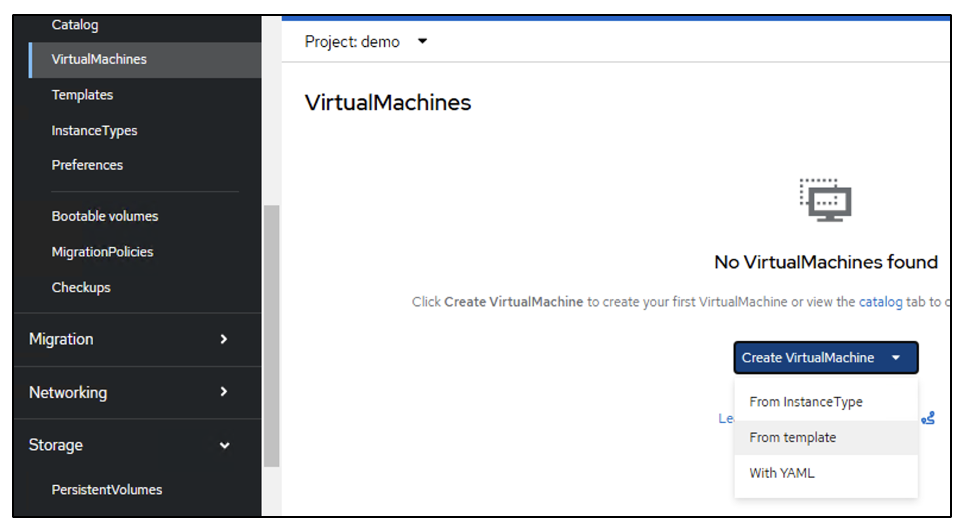 Catalog
VirtualMachines
Templates
InstanceTypes
Preferences
Bootable volumes
MigrationPolicies
Checkups
Migration
Networking
Storage
PersistentVolumes
Project: demo
VirtualMachines
No VirtualMachines found
Click Create VirtualMachine to create your first VirtualMachine or view the catalog tab to
Create VirtualMachine
From InstanceType
From template
With YAML